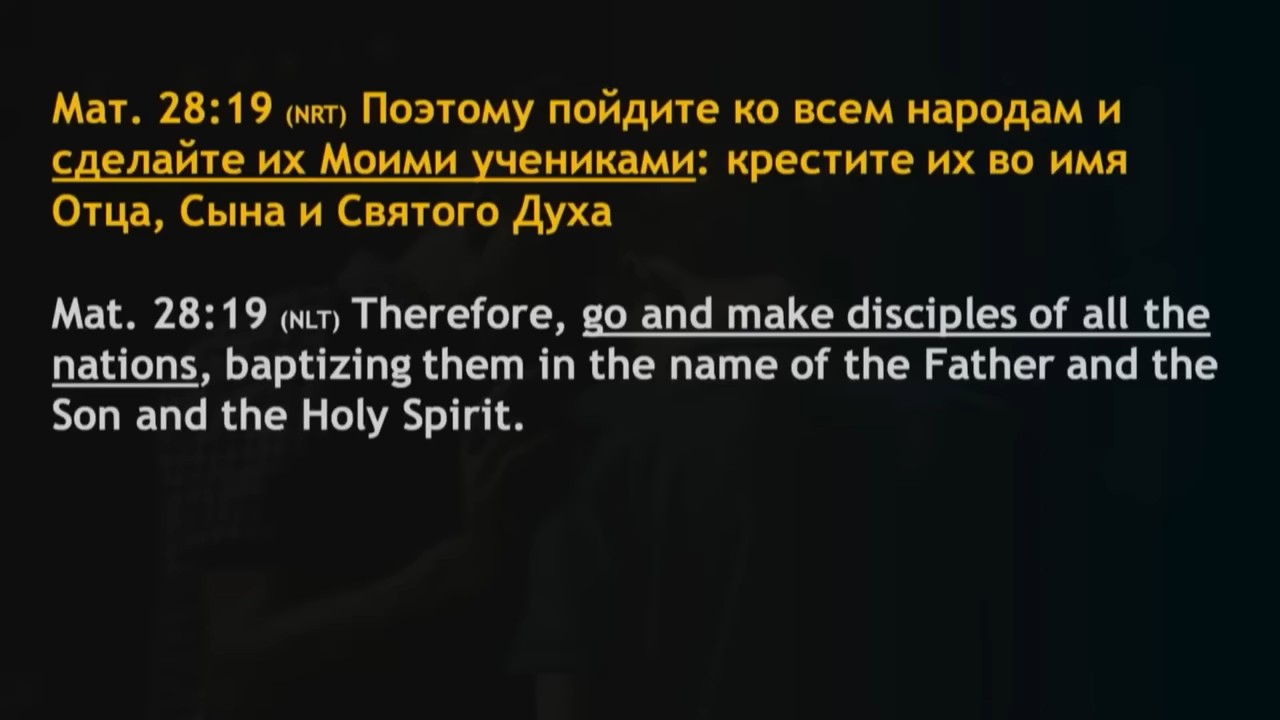 Мат. 28:19 (NRT) Поэтому пойдите ко всем народам и
сделайте их Моими учениками: крестите их во имя
Отца, Сына и Святого Духа
Mat. 28:19 (NLT) Therefore, go and make disciples of all the
nations, baptizing them in the name of the Father and the
Son and the Holy Spirit.